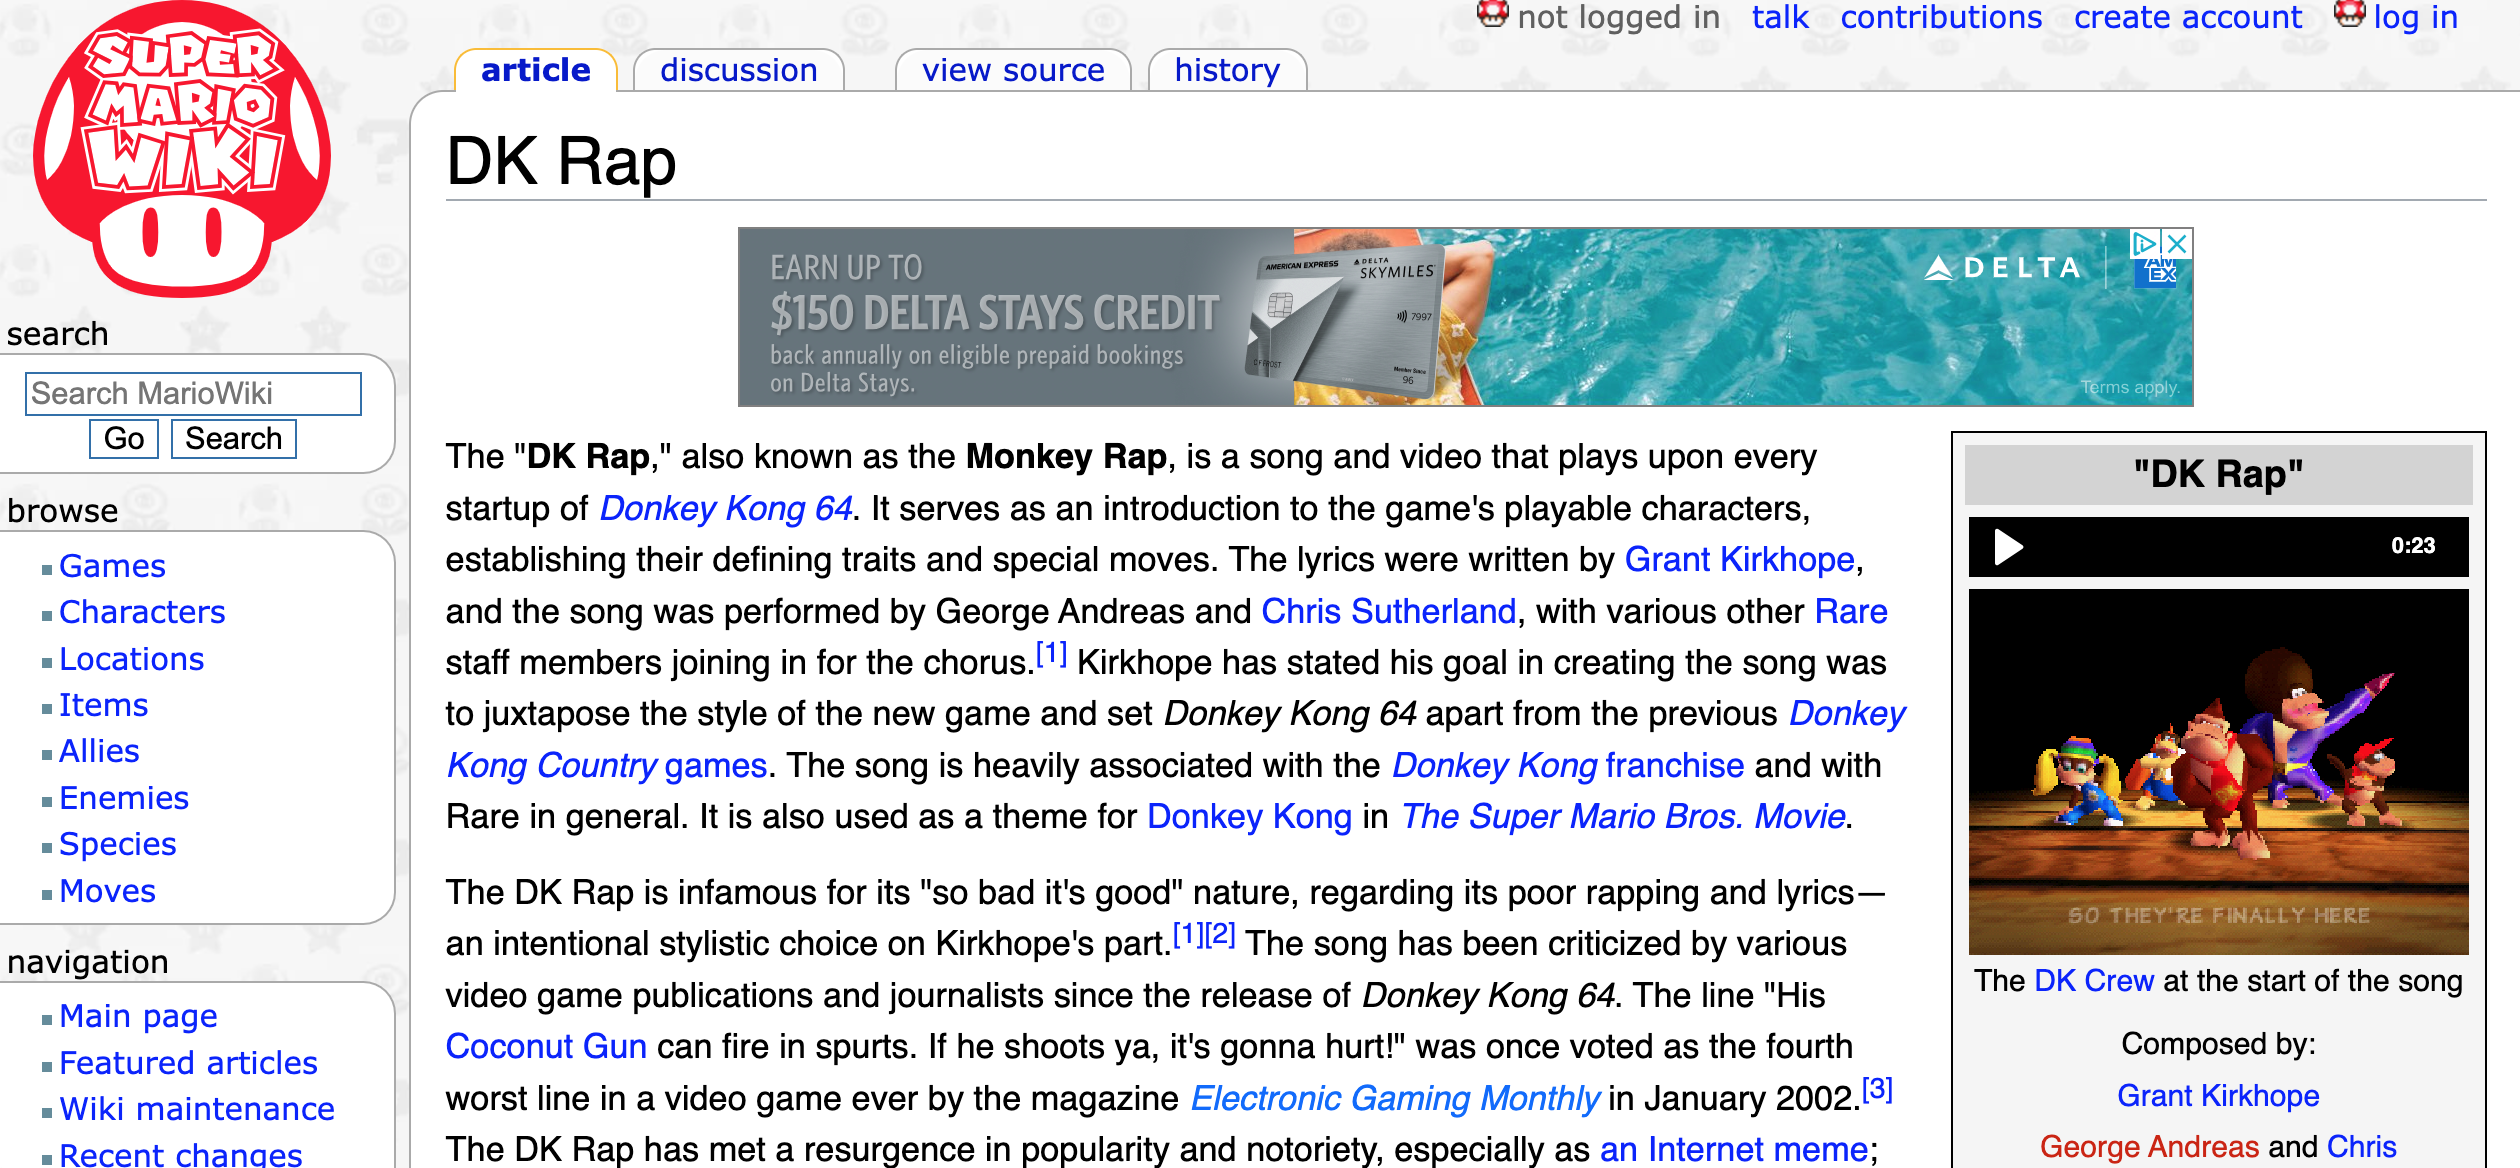 not logged in talk contributions create account log in
SUPER
MARIO
WIKI
article discussion view source history
DK Rap
EARN UP TO
$150 DELTA STAYS CREDIT
back annually on eligible prepaid bookings
on Delta Stays.
AMERICAN EXPRESS
DELTA
SKYMILES
7997
C F FROST
Member Since
96
DELTA
AM
EX
Terms apply.
search
Search MarioWiki
Go Search
browse
Games
Characters
Locations
Items
Allies
Enemies
Species
Moves
navigation
Main page
Featured articles
Wiki maintenance
Recent changes
The "DK Rap," also known as the Monkey Rap, is a song and video that plays upon every
startup of Donkey Kong 64. It serves as an introduction to the game's playable characters,
establishing their defining traits and special moves. The lyrics were written by Grant Kirkhope,
and the song was performed by George Andreas and Chris Sutherland, with various other Rare
staff members joining in for the chorus.[1] Kirkhope has stated his goal in creating the song was
to juxtapose the style of the new game and set Donkey Kong 64 apart from the previous Donkey
Kong Country games. The song is heavily associated with the Donkey Kong franchise and with
Rare in general. It is also used as a theme for Donkey Kong in The Super Mario Bros. Movie.
The DK Rap is infamous for its "so bad it's good" nature, regarding its poor rapping and lyrics—
an intentional stylistic choice on Kirkhope's part.[1][2] The song has been criticized by various
video game publications and journalists since the release of Donkey Kong 64. The line "His
Coconut Gun can fire in spurts. If he shoots ya, it's gonna hurt!" was once voted as the fourth
worst line in a video game ever by the magazine Electronic Gaming Monthly in January 2002.[3]
The DK Rap has met a resurgence in popularity and notoriety, especially as an Internet meme;
"DK Rap"
0:23
SO THEY'RE FINALLY HERE
The DK Crew at the start of the song
Composed by:
Grant Kirkhope
George Andreas and Chris